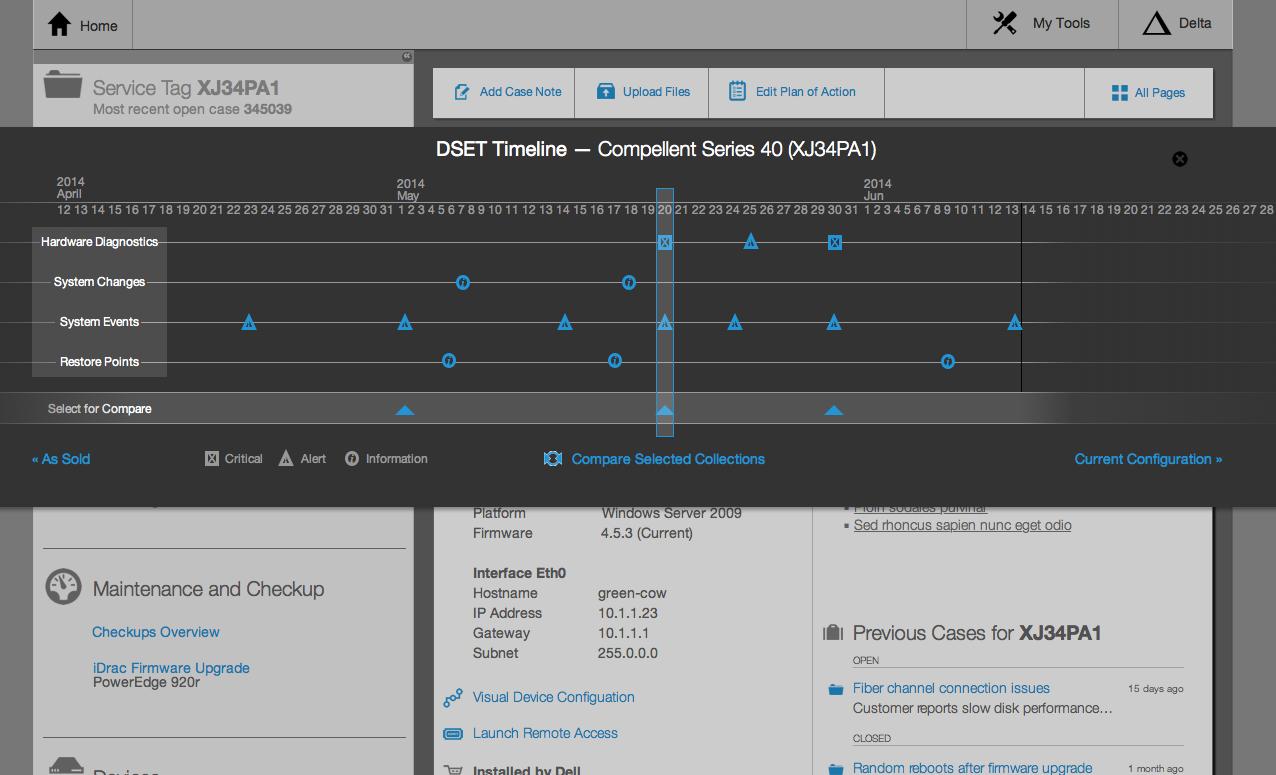 Home
My Tools
Delta
Service Tag XJ34PA1
Most recent open case 345039
Add Case Note
Upload Files
Edit Plan of Action
All Pages
DSET Timeline — Compellent Series 40 (XJ34PA1)
2014
April
2014
May
2014
Jun
12 13 14 15 16 17 18 19 20 21 22 23 24 25 26 27 28 29 30 31 1 2 3 4 5 6 7 8 9 10 11 12 13 14 15 16 17 18 19 20 21 22 23 24 25 26 27 28 29 30 31 1 2 3 4 5 6 7 8 9 10 11 12 13 14 15 16 17 18 19 20 21 22 23 24 25 26 27 28
Hardware Diagnostics
System Changes
System Events
Restore Points
Select for Compare
« As Sold
Critical
Alert
Information
Compare Selected Collections
Current Configuration »
Platform Windows Server 2009
Firmware 4.5.3 (Current)
Interface Eth0
Hostname green-cow
IP Address 10.1.1.23
Gateway 10.1.1.1
Subnet 255.0.0.0
Visual Device Configuation
Launch Remote Access
Installed by Dell
Maintenance and Checkup
Checkups Overview
iDrac Firmware Upgrade
PowerEdge 920r
Devices
Proin sodales pulvinar
Sed rhoncus sapien nunc eget odio
Previous Cases for XJ34PA1
OPEN
Fiber channel connection issues 15 days ago
Customer reports slow disk performance…
CLOSED
Random reboots after firmware upgrade 1 month ago